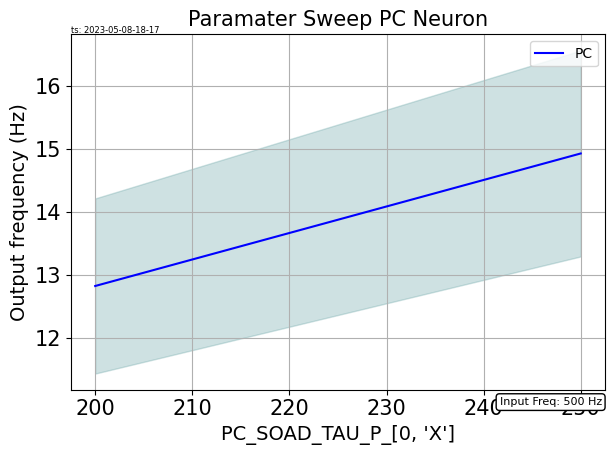 Paramater Sweep PC Neuron
ts: 2023-05-08-18-17
PC
Output frequency (Hz)
16
15
14
13
12
200 210 220 230 240 250
Input Freq: 500 Hz
PC_SOAD_TAU_P_[0, 'X']